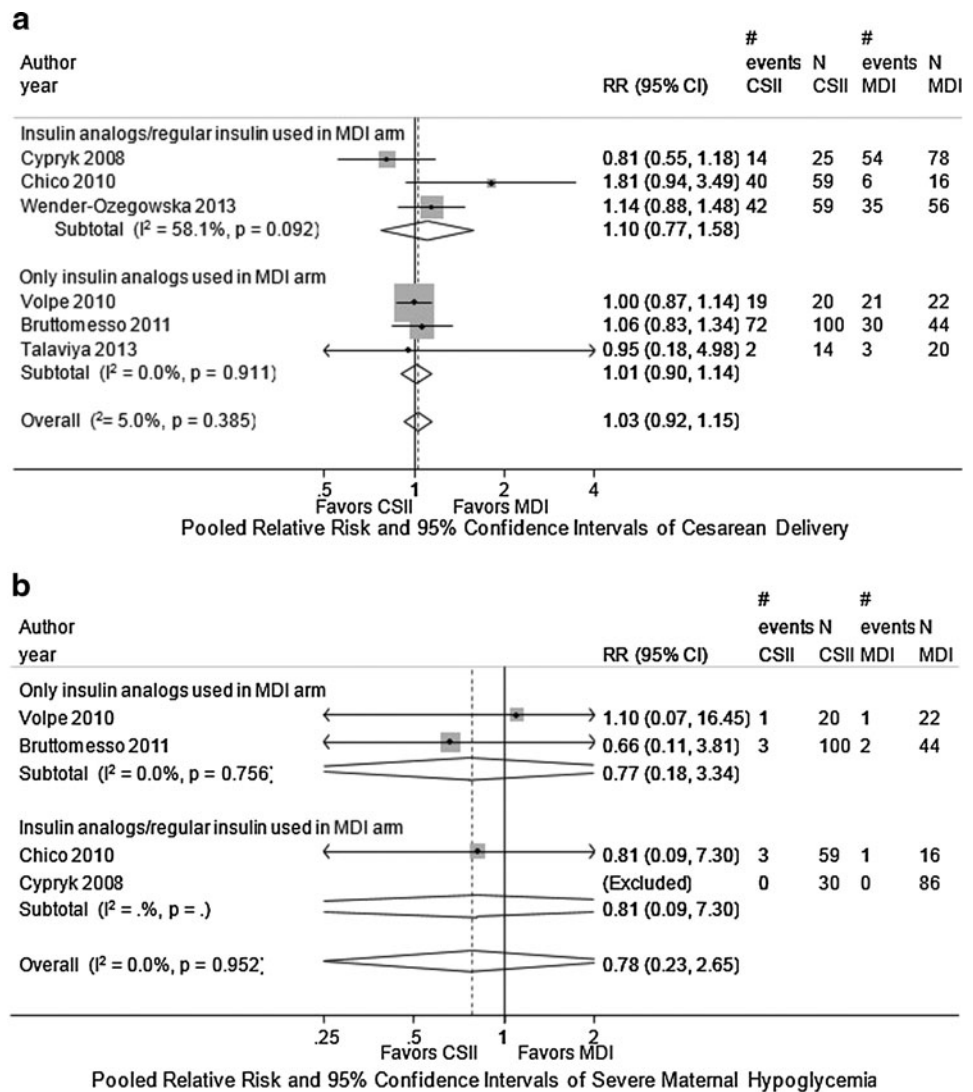 a
# #
events N events N
Author
year RR (95% CI) CSII CSII MDI MDI
Insulin analogs/regular insulin used in MDI arm
Cypryk 2008 0.81 (0.55, 1.18) 14 25 54 78
Chico 2010 1.81 (0.94, 3.49) 40 59 6 16
Wender-Ozegowska 2013 1.14 (0.88, 1.48) 42 59 35 56
Subtotal (I² = 58.1%, p = 0.092) 1.10 (0.77, 1.58)
Only insulin analogs used in MDI arm
Volpe 2010 1.00 (0.87, 1.14) 19 20 21 22
Bruttomesso 2011 1.06 (0.83, 1.34) 72 100 30 44
Talaviya 2013 0.95 (0.18, 4.98) 2 14 3 20
Subtotal (I² = 0.0%, p = 0.911) 1.01 (0.90, 1.14)
Overall (²= 5.0%, p = 0.385) 1.03 (0.92, 1.15)
.5 1 2 4
Favors CSII Favors MDI
Pooled Relative Risk and 95% Confidence Intervals of Cesarean Delivery
b
# #
Author events N events N
year RR (95% CI) CSII CSII MDI MDI
Only insulin analogs used in MDI arm
Volpe 2010 1.10 (0.07, 16.45) 1 20 1 22
Bruttomesso 2011 0.66 (0.11, 3.81) 3 100 2 44
Subtotal (I² = 0.0%, p = 0.756) 0.77 (0.18, 3.34)
Insulin analogs/regular insulin used in MDI arm
Chico 2010 0.81 (0.09, 7.30) 3 59 1 16
Cypryk 2008 (Excluded) 0 30 0 86
Subtotal (I² = .%, p = .) 0.81 (0.09, 7.30)
Overall (I² = 0.0%, p = 0.952) 0.78 (0.23, 2.65)
.25 .5 1 2
Favors CSII Favors MDI
Pooled Relative Risk and 95% Confidence Intervals of Severe Maternal Hypoglycemia